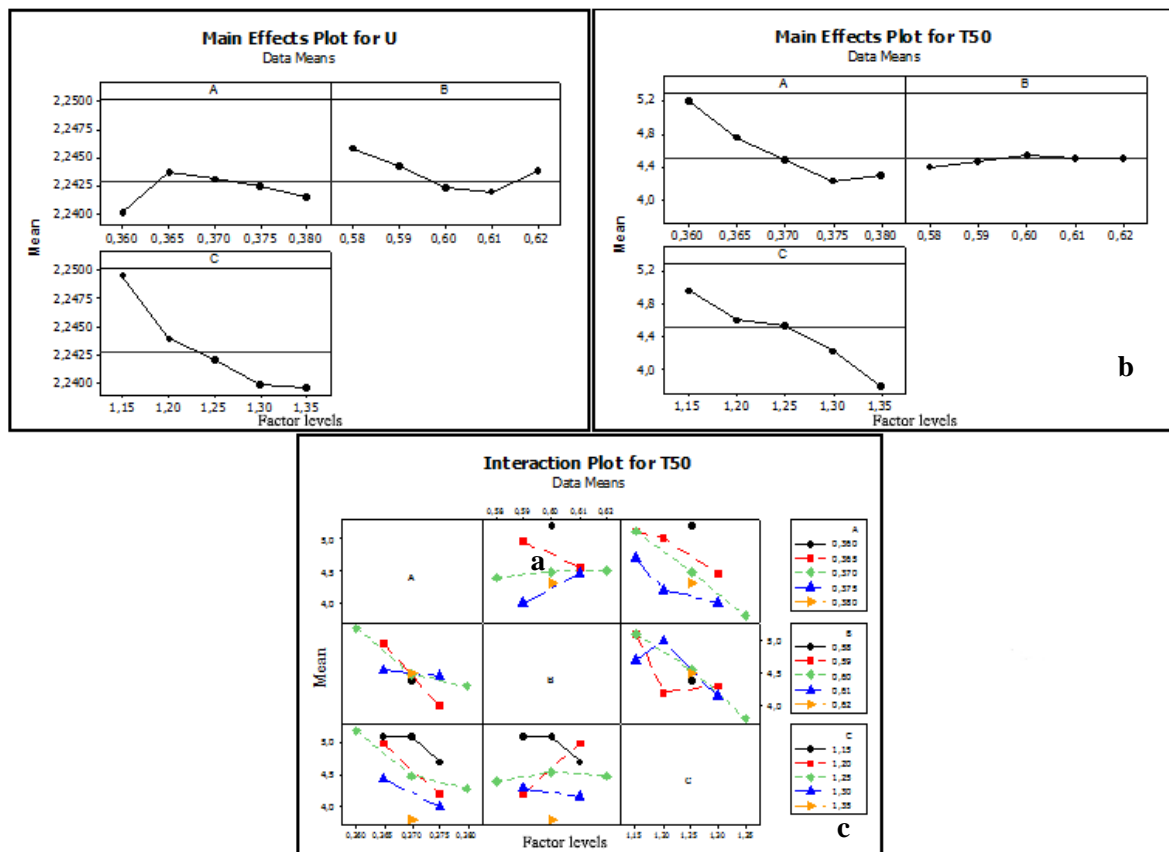 Main Effects Plot for U
Data Means
A
B
2,2500
2,2475
2,2450
2,2425
2,2400
0,360 0,365 0,370 0,375 0,380
0,58 0,59 0,60 0,61 0,62
C
2,2500
2,2475
2,2450
2,2425
2,2400
1,15 1,20 1,25 1,30 1,35
Mean
Factor levels
Main Effects Plot for T50
Data Means
A
B
5,2
4,8
4,4
4,0
0,360 0,365 0,370 0,375 0,380
0,58 0,59 0,60 0,61 0,62
C
5,2
4,8
4,4
4,0
1,15 1,20 1,25 1,30 1,35
Mean
Factor levels
b
Interaction Plot for T50
Data Means
0,58 0,59 0,60 0,61 0,62
5,0
4,5
4,0
A
a
A
0,360
0,365
0,370
0,375
0,380
Mean
B
5,0
4,5
4,0
B
0,58
0,59
0,60
0,61
0,62
5,0
4,5
4,0
C
C
1,15
1,20
1,25
1,30
1,35
0,360 0,365 0,370 0,375 0,380
1,15 1,20 1,25 1,30 1,35
Factor levels
c